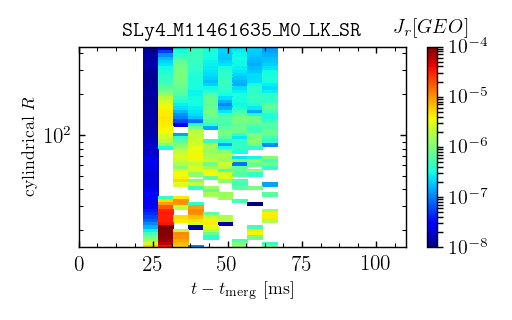 SLy4_M11461635_M0_LK_SR
J_r[GEO]
cylindrical R
10^2
10^{-4}
10^{-5}
10^{-6}
10^{-7}
10^{-8}
0 25 50 75 100
t − t_merg [ms]